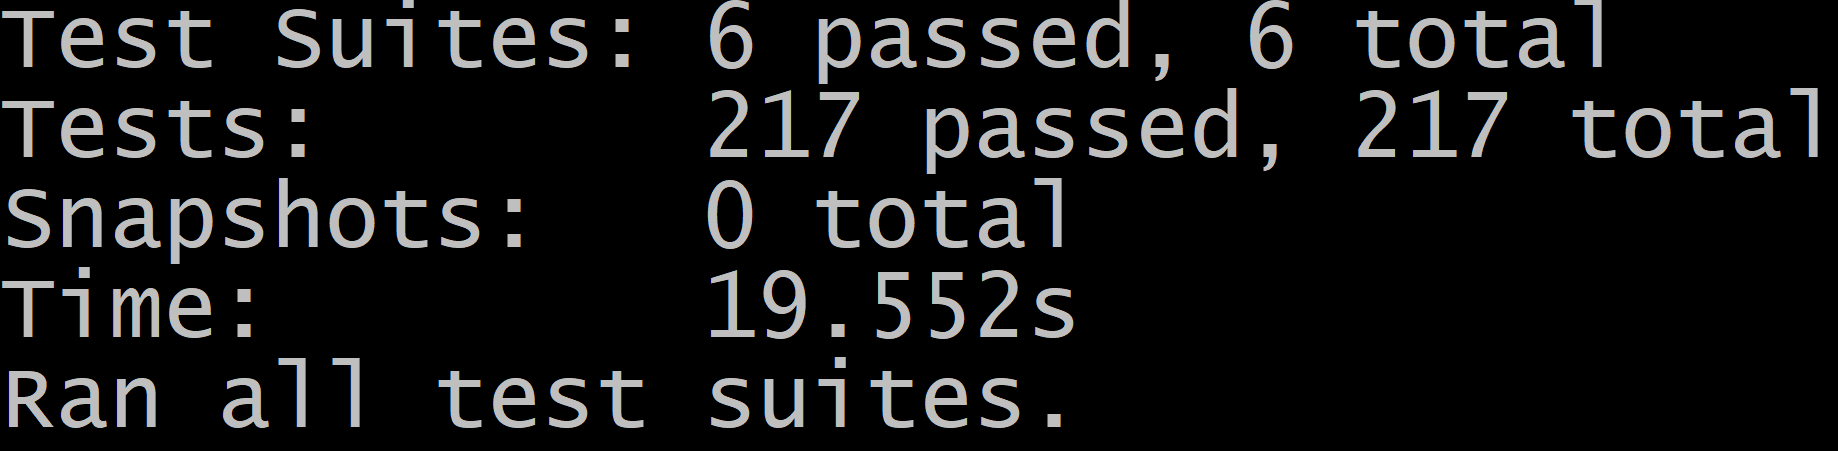 Test Suites: 6 passed, 6 total
Tests:       217 passed, 217 total
Snapshots:   0 total
Time:        19.552s
Ran all test suites.